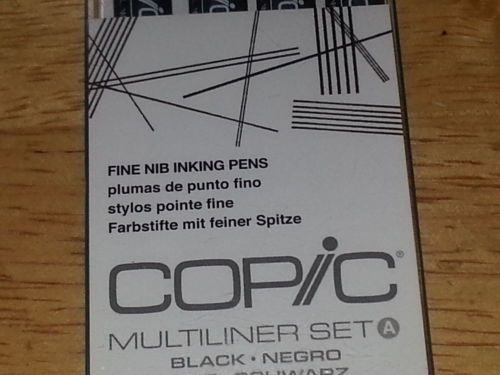 FINE NIB INKING PENS
plumas de punto fino
stylos pointe fine
Farbstifte mit feiner Spitze
COPIC®
MULTILINER SET A
BLACK • NEGRO
SCHWARZ